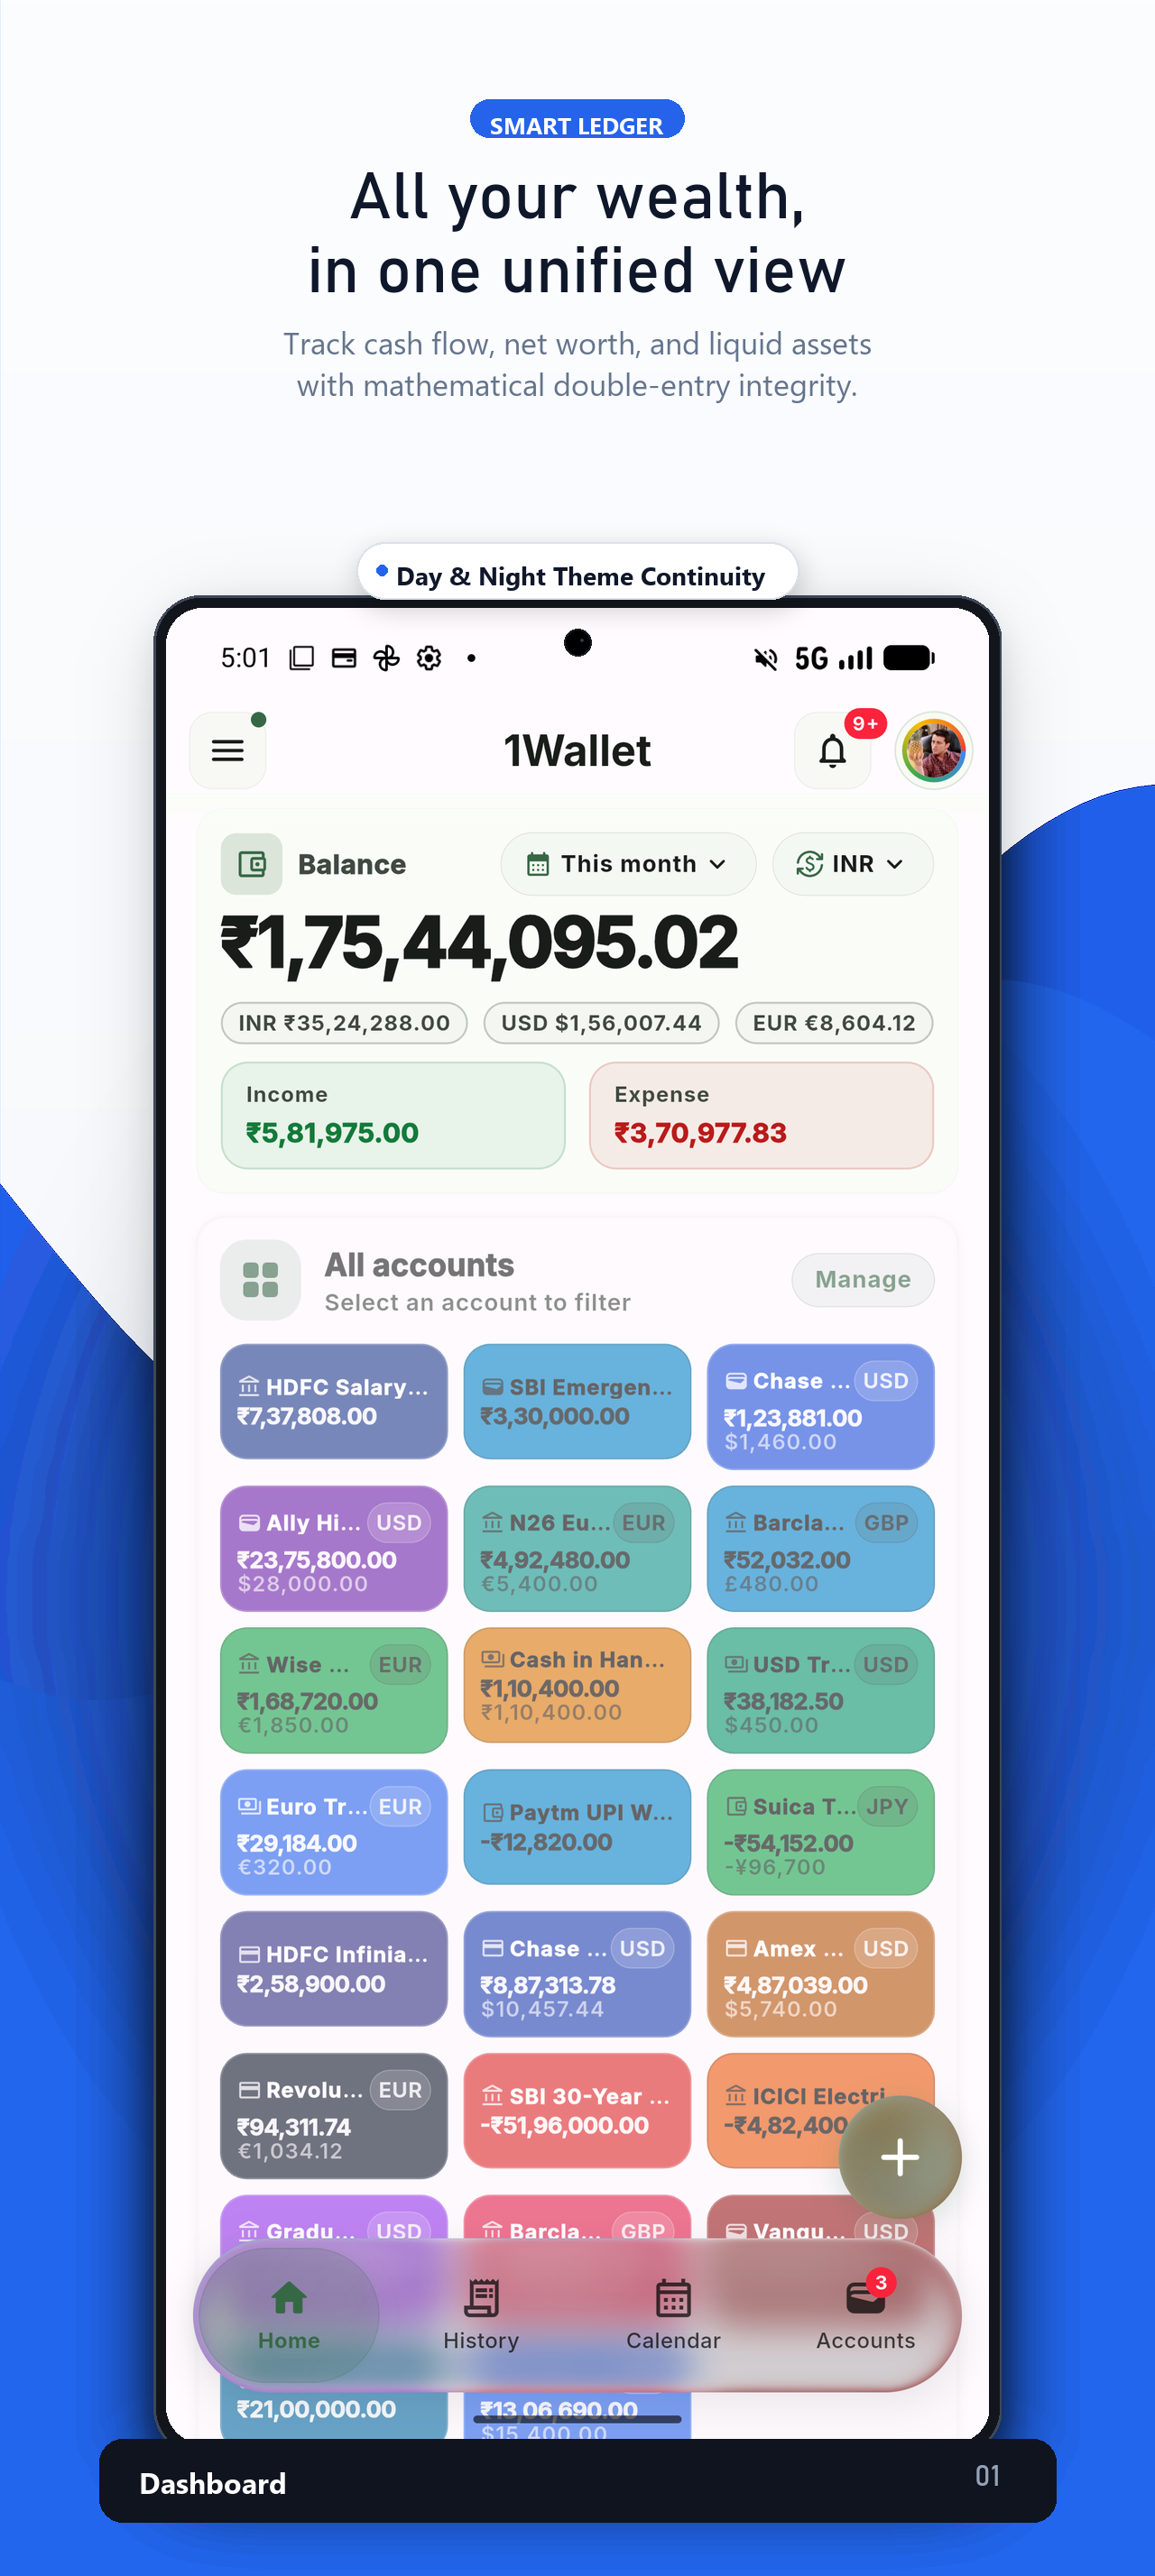 SMART LEDGER
All your wealth,
in one unified view
Track cash flow, net worth, and liquid assets
with mathematical double-entry integrity.
Day & Night Theme Continuity
5:01
5G
1Wallet
9+
Balance
This month
INR
₹1,75,44,095.02
INR ₹35,24,288.00
USD $1,56,007.44
EUR €8,604.12
Income
₹5,81,975.00
Expense
₹3,70,977.83
All accounts
Select an account to filter
Manage
HDFC Salary...
₹7,37,808.00
SBI Emergen...
₹3,30,000.00
Chase ... USD
₹1,23,881.00
$1,460.00
Ally Hi... USD
₹23,75,800.00
$28,000.00
N26 Eu... EUR
₹4,92,480.00
€5,400.00
Barcla... GBP
₹52,032.00
£480.00
Wise ... EUR
₹1,68,720.00
€1,850.00
Cash in Han...
₹1,10,400.00
₹1,10,400.00
USD Tr... USD
₹38,182.50
$450.00
Euro Tr... EUR
₹29,184.00
€320.00
Paytm UPI W...
-₹12,820.00
Suica T... JPY
-₹54,152.00
-¥96,700
HDFC Infinia...
₹2,58,900.00
Chase ... USD
₹8,87,313.78
$10,457.44
Amex ... USD
₹4,87,039.00
$5,740.00
Revolu... EUR
₹94,311.74
€1,034.12
SBI 30-Year ...
-₹51,96,000.00
ICICI Electri
-₹4,82,400
Gradu... USD
Barcla... GBP
Vangu... USD
Home
History
Calendar
3
Accounts
₹21,00,000.00
₹13,06,690.00
$15,400.00
Dashboard
01